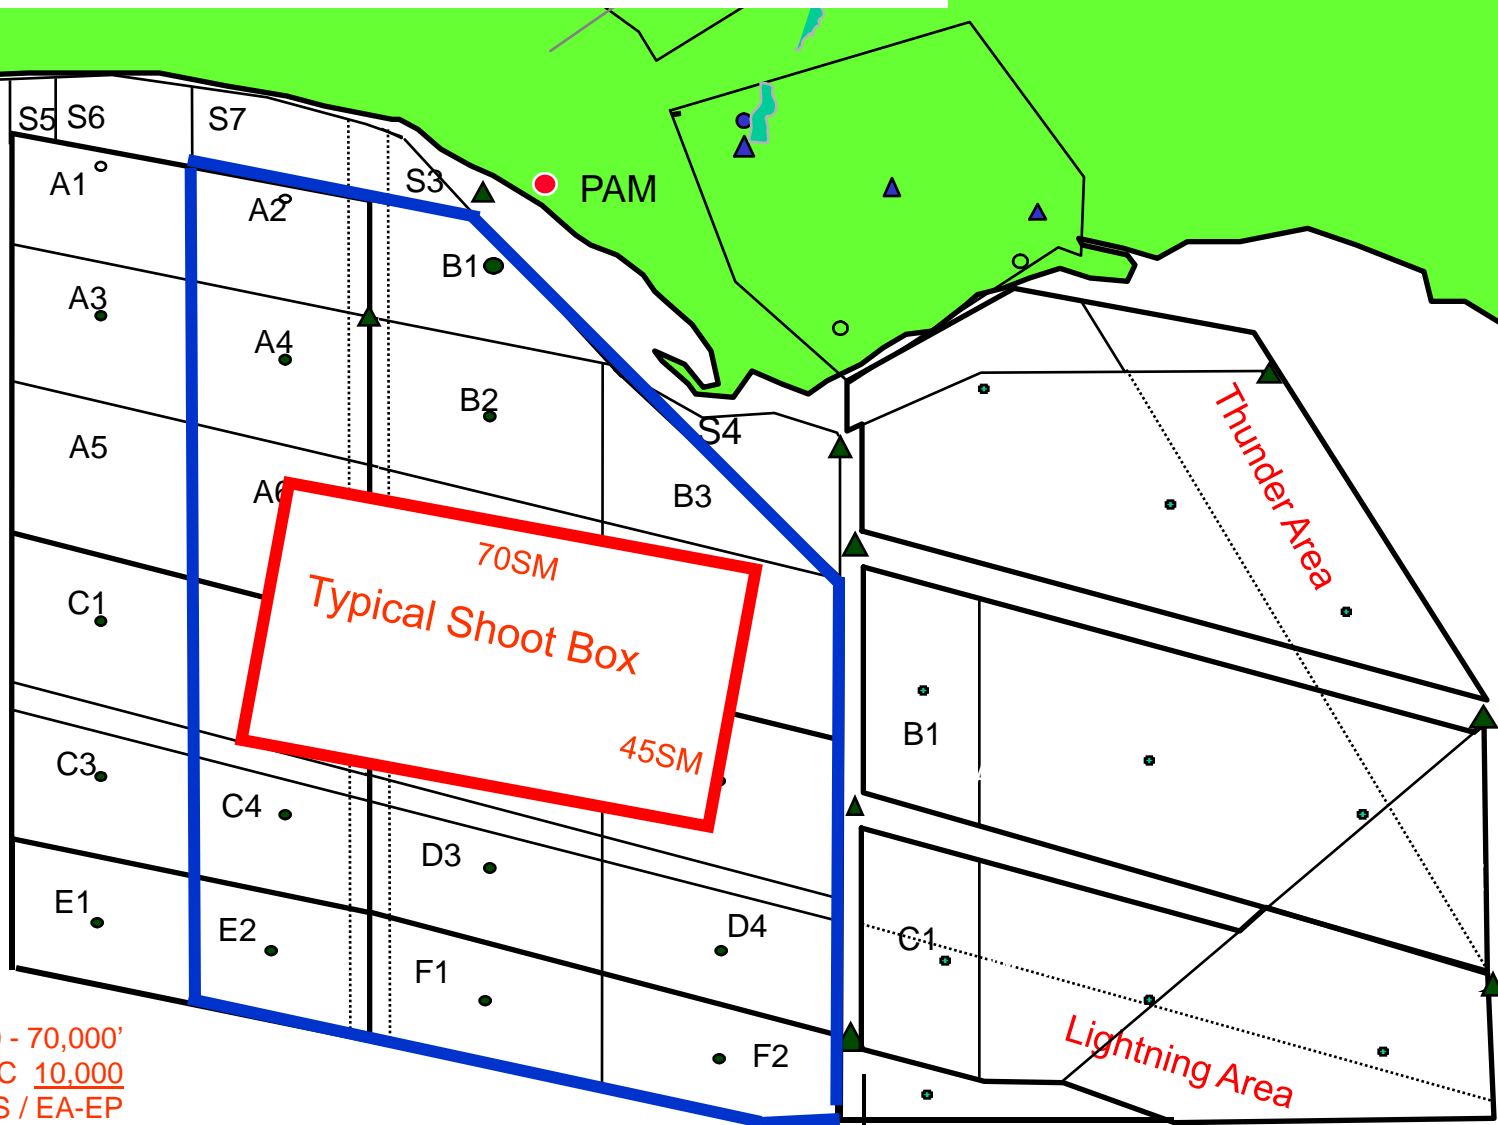 S5 S6 S7
A1 A2 S3 PAM
B1
A3
A4
B2
A5 S4
A6 B3
Thunder Area
70SM
Typical Shoot Box
C1
45SM
B1
C3
C4
D3
E1 E2 D4 C1
F1
F2
Lightning Area
- 70,000’
C 10,000
S / EA-EP